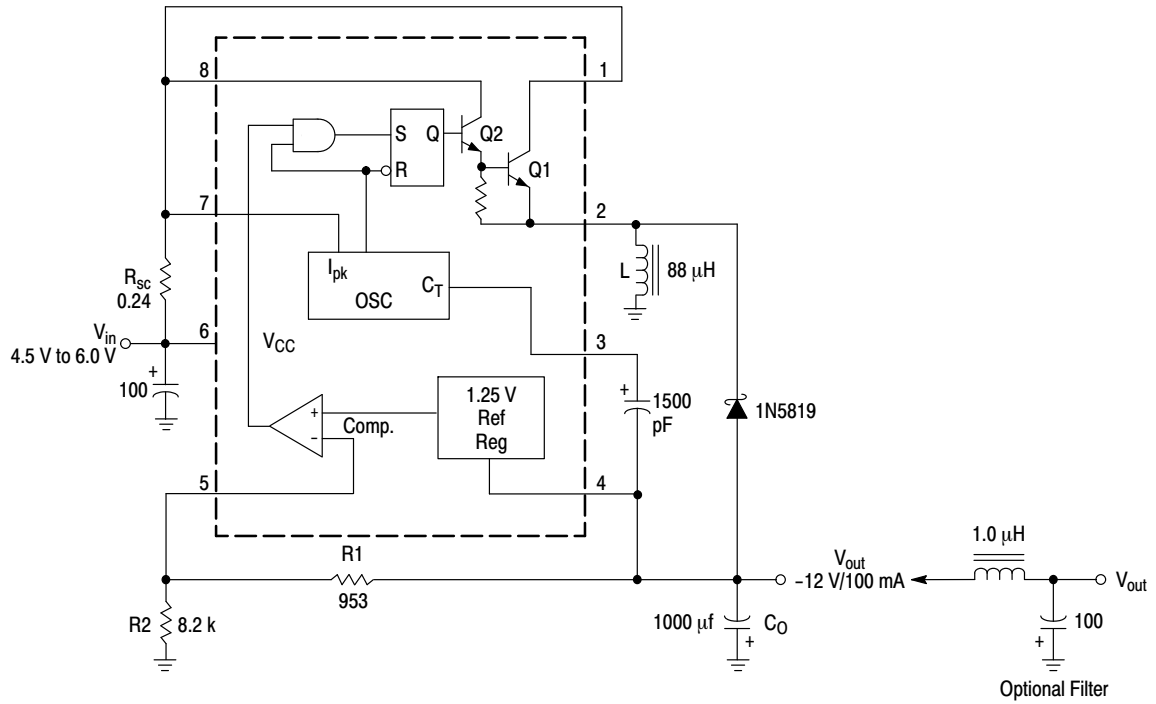 8
1
S Q
R
Q2
Q1
7
2
Ipk
CT
OSC
Rsc
0.24
L
88 µH
Vin
4.5 V to 6.0 V
6
VCC
3
+
100
+
-
Comp.
1.25 V
Ref
Reg
+
1500
pF
1N5819
5
4
R1
953
Vout
-12 V/100 mA
1.0 µH
Vout
R2
8.2 k
1000 µf
CO
+
100
+
Optional Filter